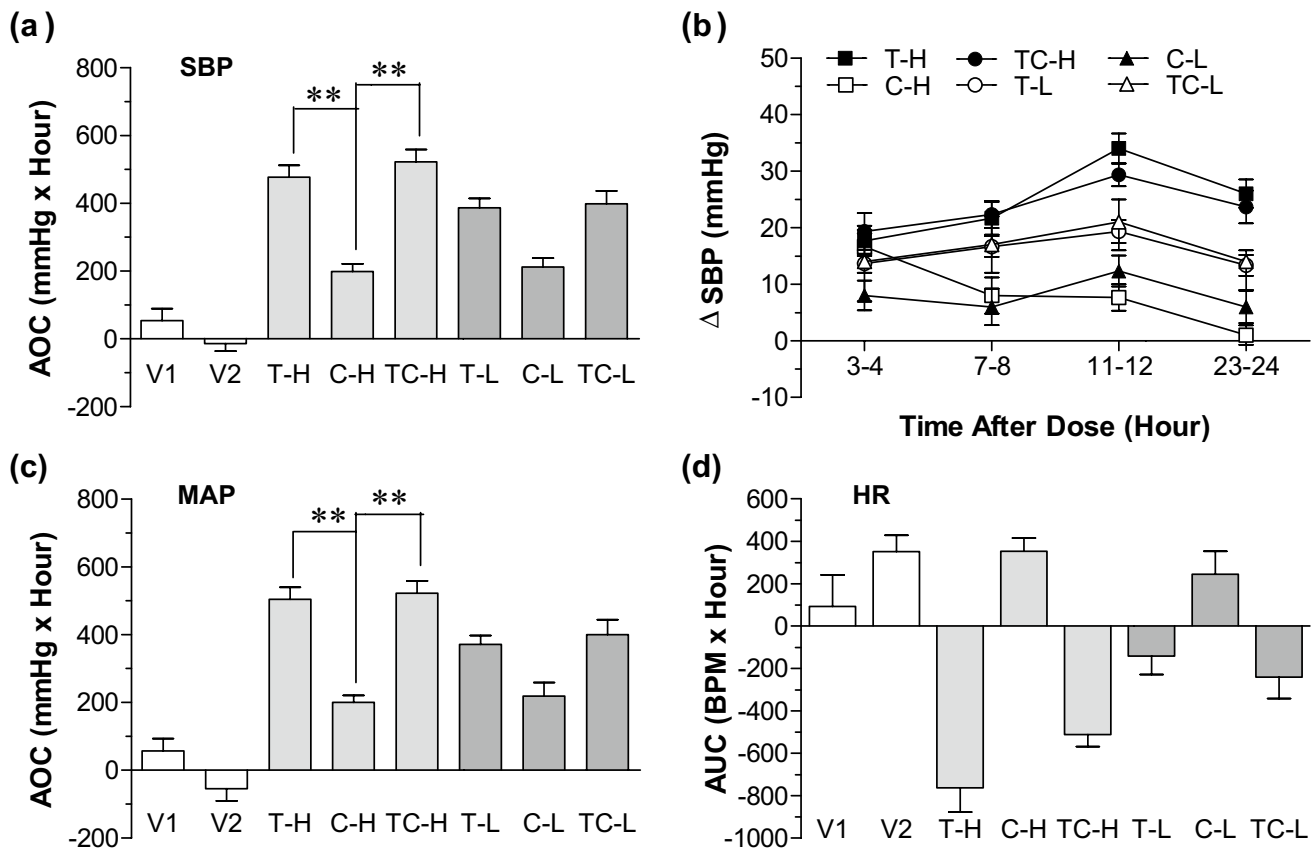 (a)
SBP
AOC (mmHg x Hour)
800
600
400
200
0
-200
** **
V1 V2 T-H C-H TC-H T-L C-L TC-L
(b)
T-H TC-H C-L
C-H T-L TC-L
Δ SBP (mmHg)
50
40
30
20
10
0
-10
3-4 7-8 11-12 23-24
Time After Dose (Hour)
(c)
MAP
AOC (mmHg x Hour)
800
600
400
200
0
-200
** **
V1 V2 T-H C-H TC-H T-L C-L TC-L
(d)
HR
AUC (BPM x Hour)
600
400
200
0
-200
-400
-600
-800
-1000
V1 V2 T-H C-H TC-H T-L C-L TC-L